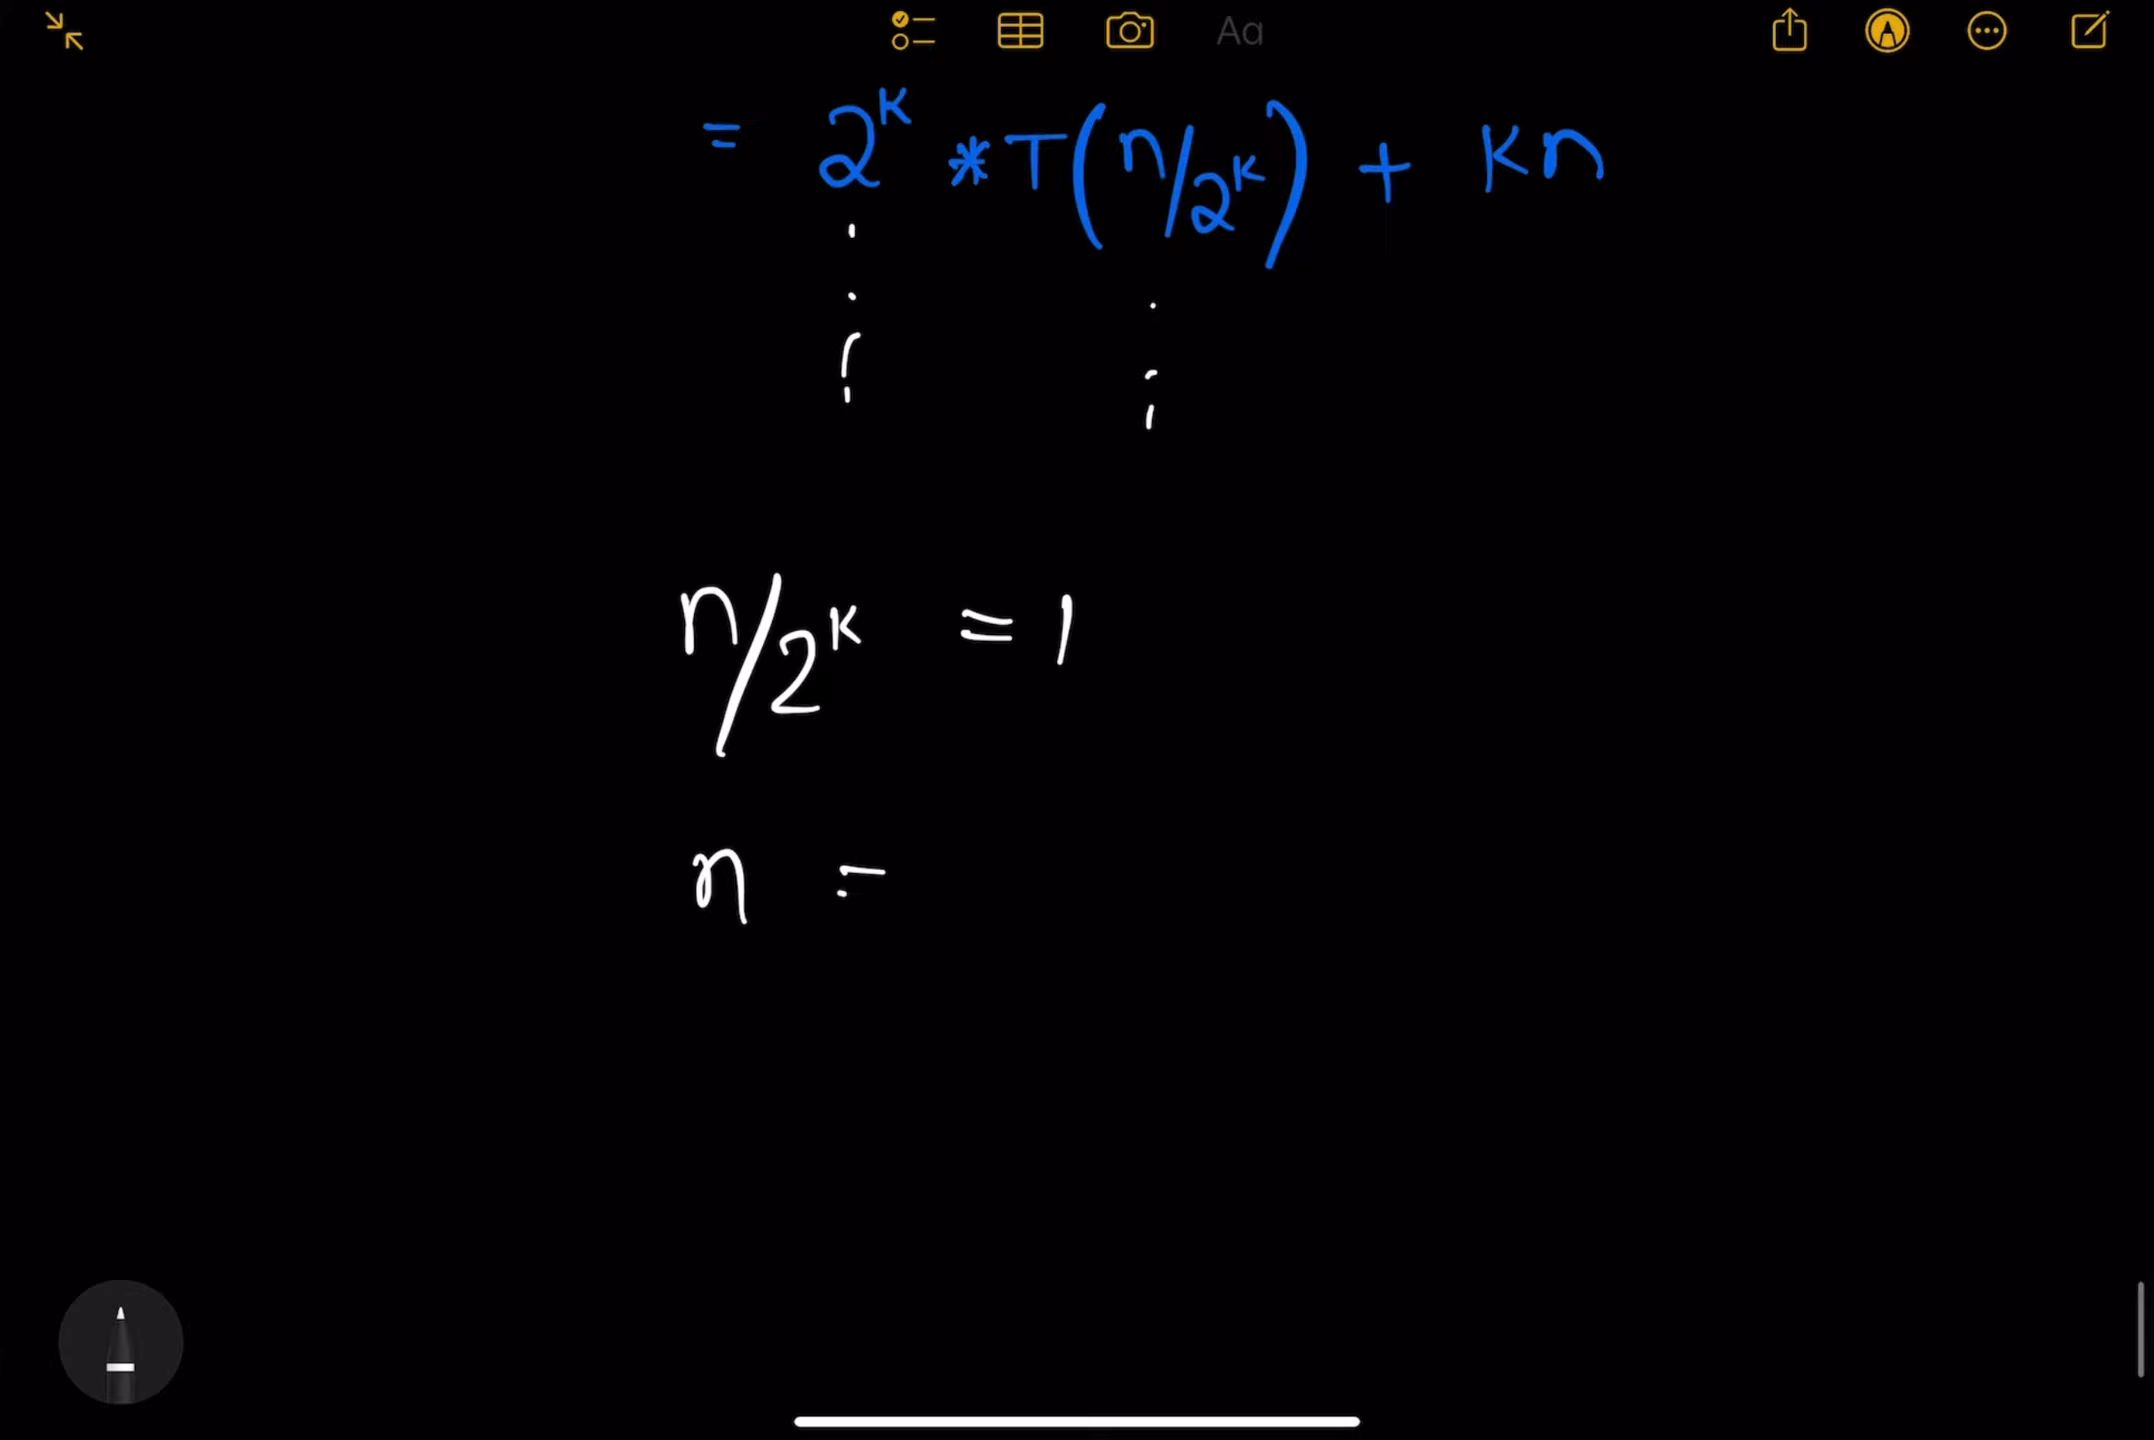 Aa
= 2^k * T(n/2^k) + kn
n/2^k = 1
n =